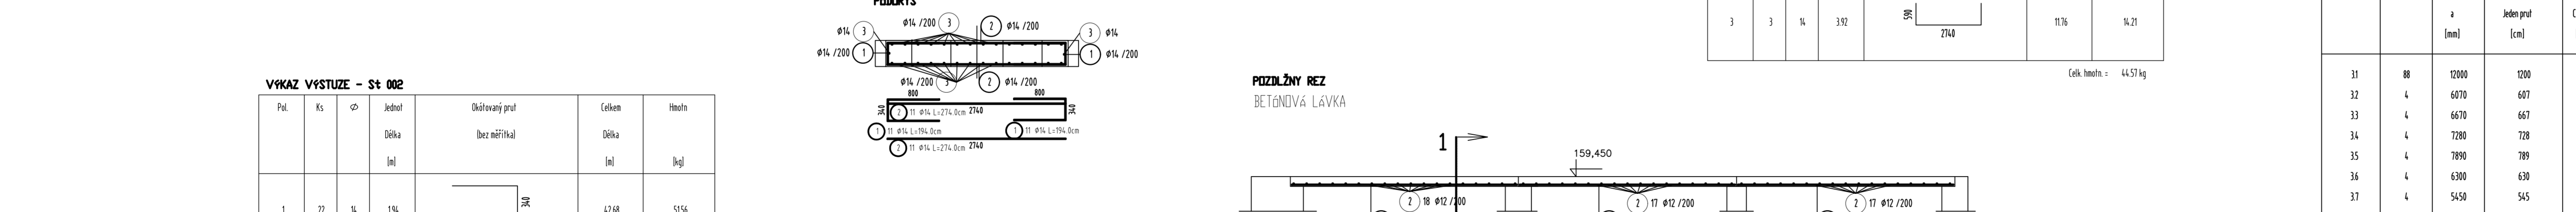 PÔDORYS
ø14 /200 3 2 ø14 /200
ø14 3 3 ø14
ø14 /200 1 1 ø14 /200
ø14 /200 3 2 ø14 /200
800 800
340 2 11 ø14 L=274.0cm 2740 340
1 11 ø14 L=194.0cm 1 11 ø14 L=194.0cm
2 11 ø14 L=274.0cm 2740
VÝKAZ VÝSTUZE - St 002
Pol. Ks Ø Jednot Okótovaný prut Celkem Hmotn
Délka (bez měřítka) Délka
[m] [m] [kg]
1 22 14 1.94 340 42.68 51.56
3 3 14 3.92 590 2740 11.76 14.21
Celk. hmotn. = 44.57 kg
POZDLŽNY REZ
BETÓNOVÁ LÁVKA
1
159,450
2 18 ø12 /200 2 17 ø12 /200 2 17 ø12 /200
a Jeden prut
[mm] [cm]
3.1 88 12000 1200
3.2 4 6070 607
3.3 4 6670 667
3.4 4 7280 728
3.5 4 7890 789
3.6 4 6300 630
3.7 4 5450 545